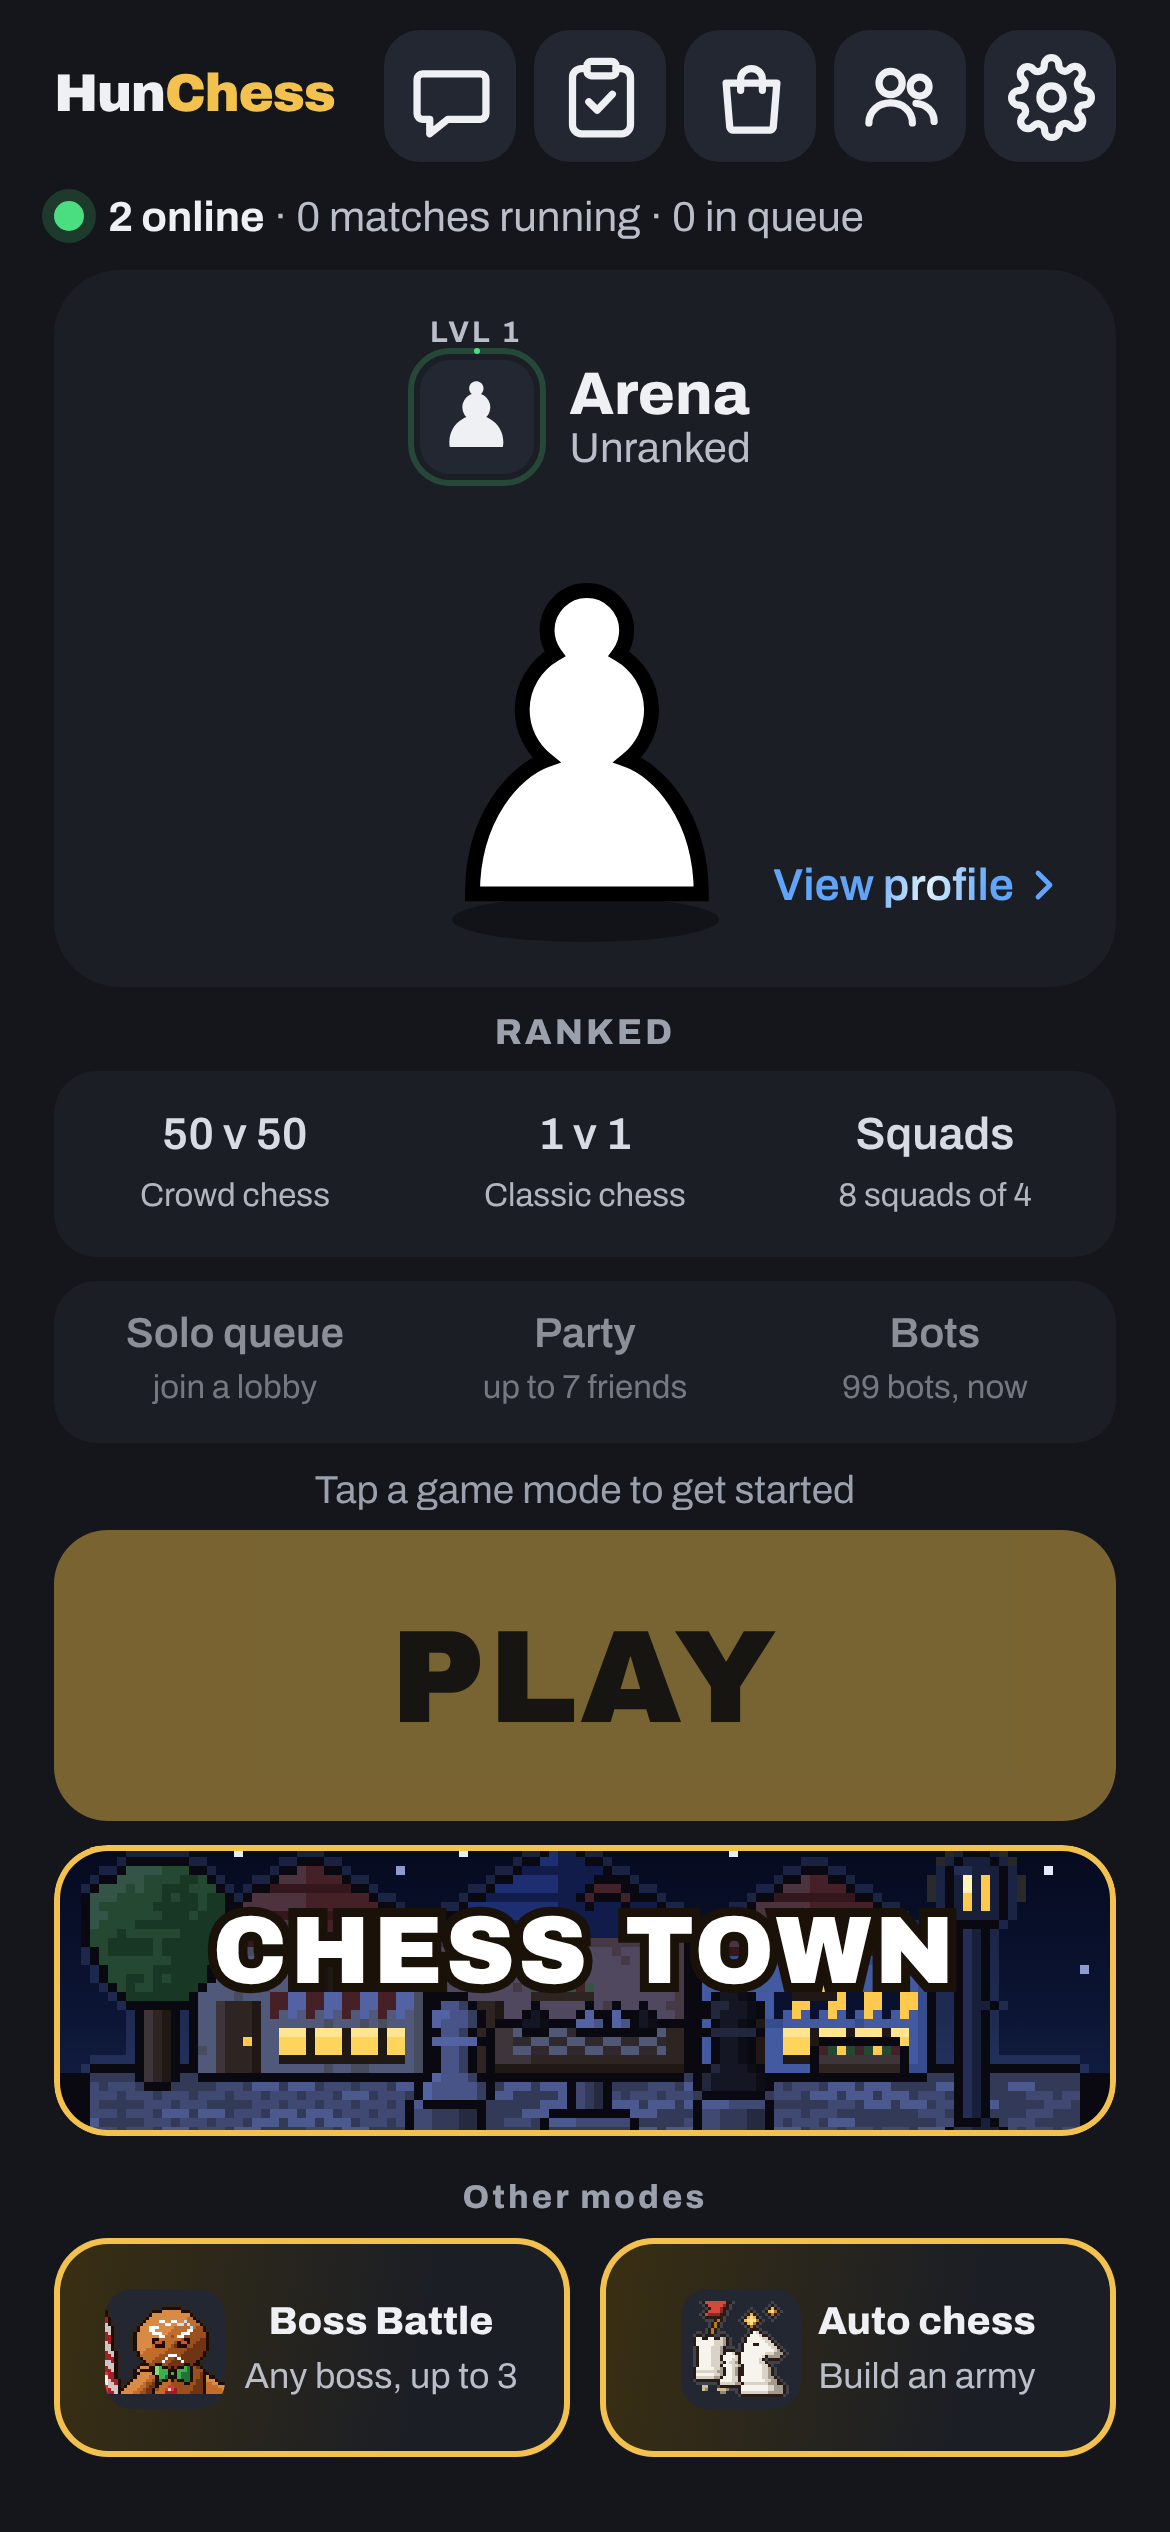 HunChess
2 online · 0 matches running · 0 in queue
LVL 1
Arena
Unranked
View profile
RANKED
50 v 50
Crowd chess
1 v 1
Classic chess
Squads
8 squads of 4
Solo queue
join a lobby
Party
up to 7 friends
Bots
99 bots, now
Tap a game mode to get started
PLAY
CHESS TOWN
Other modes
Boss Battle
Any boss, up to 3
Auto chess
Build an army